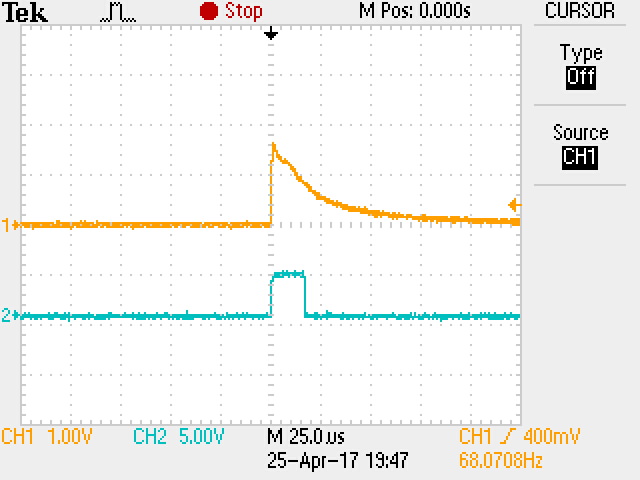 Tek Stop M Pos: 0.000s CURSOR
Type
Off
Source
CH1
1
2
CH1 1.00V CH2 5.00V M 25.0us CH1 400mV
25-Apr-17 19:47 68.0708Hz